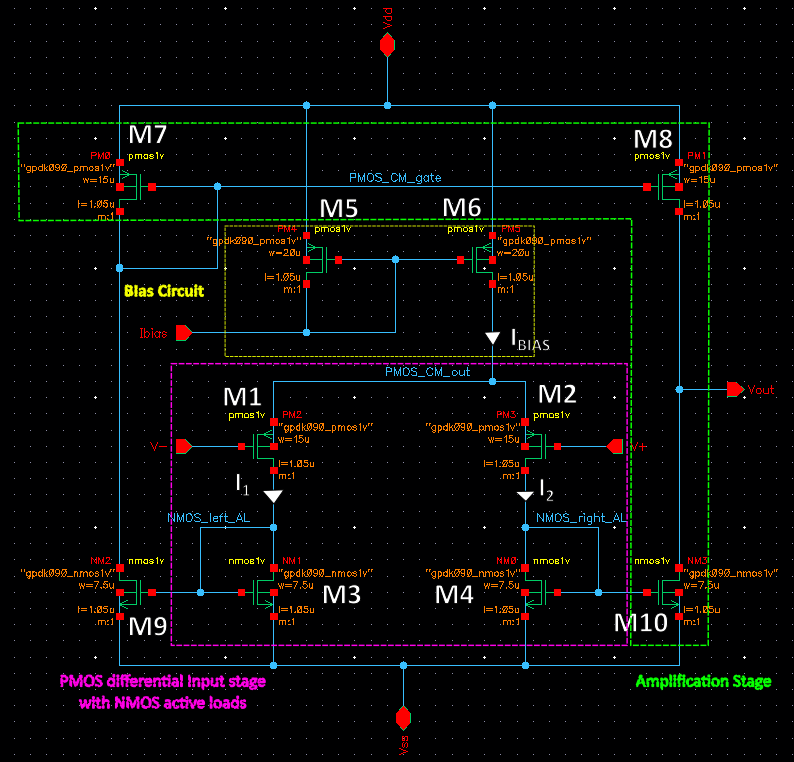 Vdd
M7
M8
PM0
pmos1v
"gpdk090_pmos1v"
w=15u
l=1.05u
m:1
PMOS_CM_gate
PM1
pmos1v
"gpdk090_pmos1v"
w=15u
l=1.05u
m:1
M5
M6
PM4
pmos1v
"gpdk090_pmos1v"
w=20u
l=1.05u
m:1
PM5
pmos1v
"gpdk090_pmos1v"
w=20u
l=1.05u
m:1
Bias Circuit
Ibias
IBIAS
PMOS_CM_out
Vout
M1
M2
pmos1v
PM2
"gpdk090_pmos1v"
w=15u
l=1.05u
m:1
pmos1v
PM3
"gpdk090_pmos1v"
w=15u
l=1.05u
m:1
V-
V+
I1
I2
NMOS_left_AL
NMOS_right_AL
NM2
nmos1v
"gpdk090_nmos1v"
w=7.5u
l=1.05u
m:1
NM1
nmos1v
"gpdk090_nmos1v"
w=7.5u
l=1.05u
m:1
NM0
nmos1v
"gpdk090_nmos1v"
w=7.5u
l=1.05u
m:1
nmos1v
NM3
"gpdk090_nmos1v"
w=7.5u
l=1.05u
m:1
M9
M3
M4
M10
PMOS differential input stage
with NMOS active loads
Amplification Stage
Vss